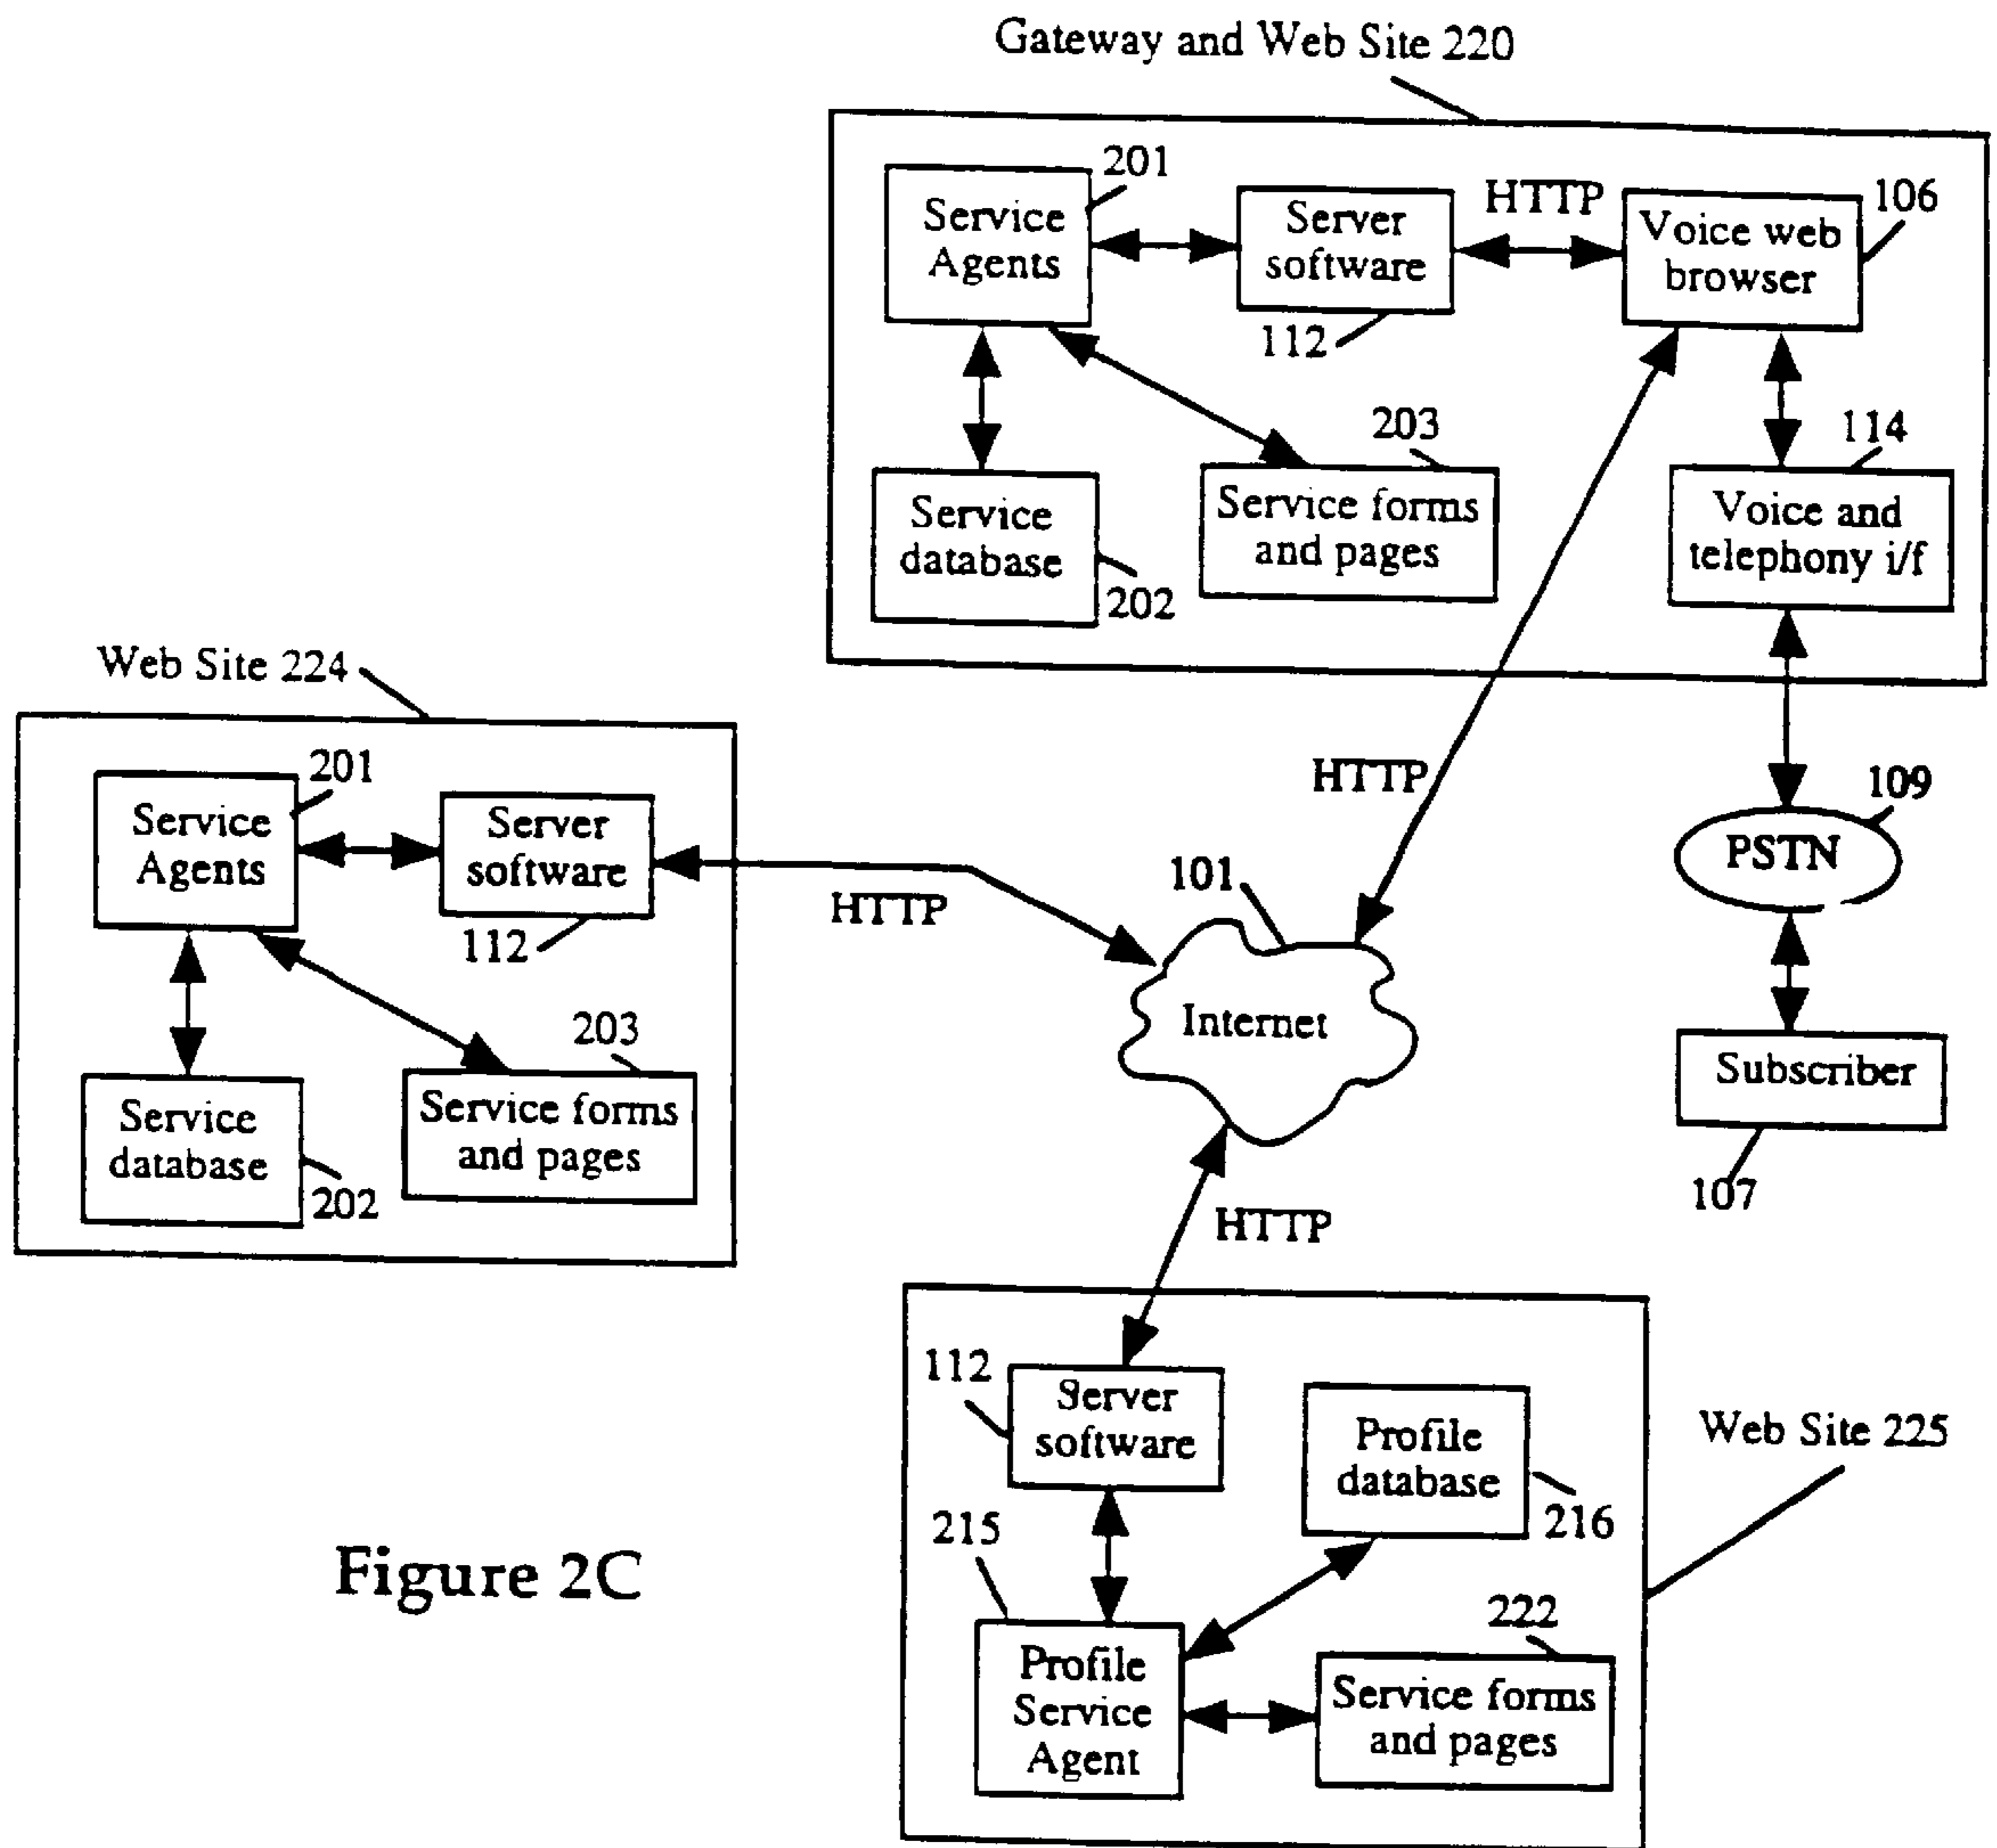 Gateway and Web Site 220
201
Service
Agents
Server
software
112
HTTP
Voice web
browser
106
203
114
Service
database
202
Service forms
and pages
Voice and
telephony i/f
Web Site 224
201
Service
Agents
Server
software
112
HTTP
HTTP
109
PSTN
101
Internet
203
Service
database
202
Service forms
and pages
Subscriber
107
HTTP
112
Server
software
Profile
database
216
Web Site 225
215
Profile
Service
Agent
222
Service forms
and pages
Figure 2C